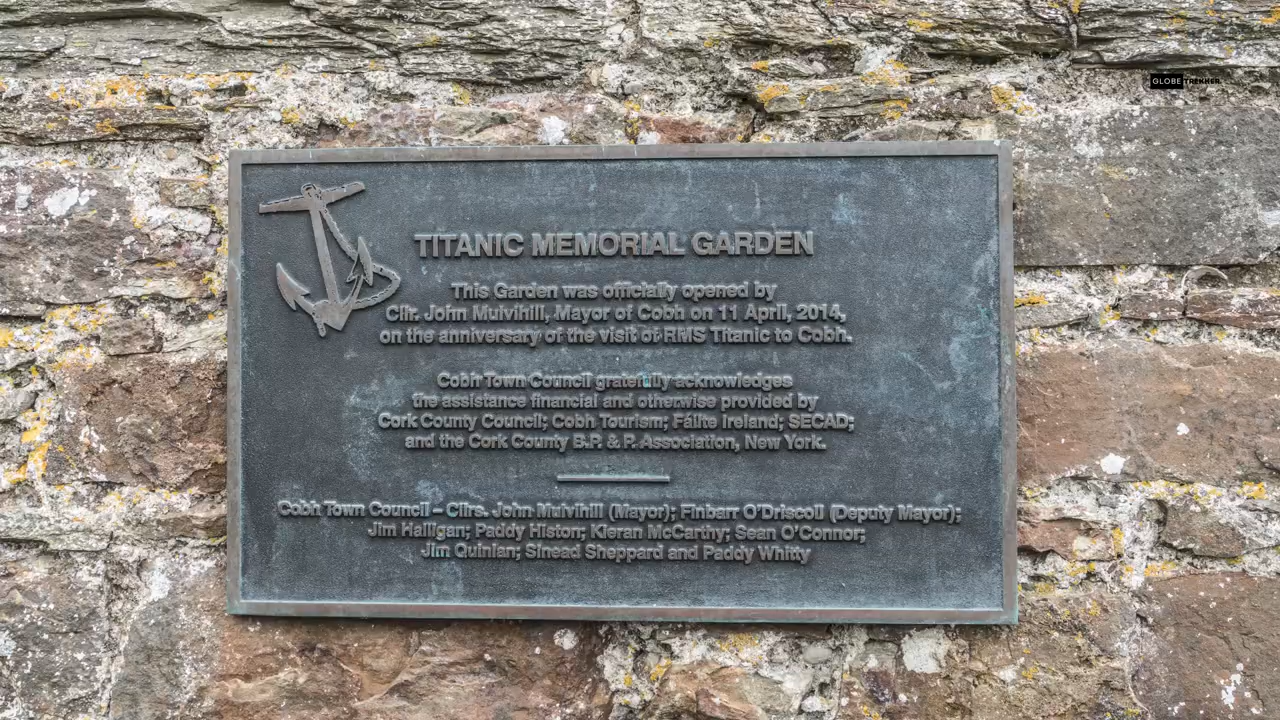 GLOBETREKKER
TITANIC MEMORIAL GARDEN
This Garden was officially opened by
Cllr. John Mulvihill, Mayor of Cobh on 11 April, 2014,
on the anniversary of the visit of RMS Titanic to Cobh.
Cobh Town Council gratefully acknowledges
the assistance financial and otherwise provided by
Cork County Council; Cobh Tourism; Fáilte Ireland; SECAD;
and the Cork County B.P. & P. Association, New York.
Cobh Town Council – Cllrs. John Mulvihill (Mayor); Finbarr O'Driscoll (Deputy Mayor);
Jim Halligan; Paddy Histon; Kieran McCarthy; Sean O'Connor;
Jim Quinlan; Sinead Sheppard and Paddy Whitty